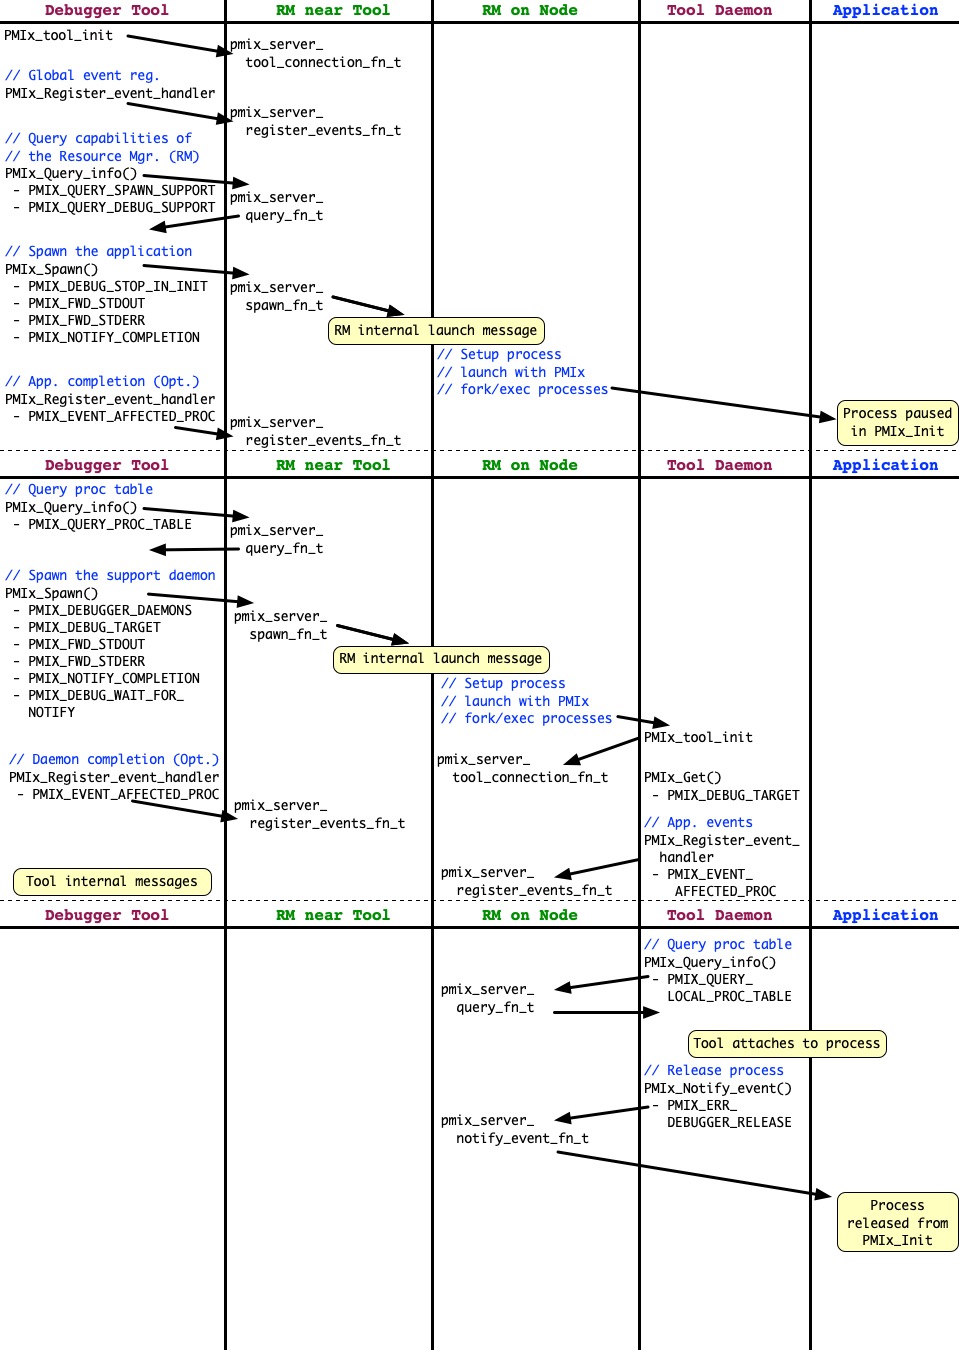 Debugger Tool
RM near Tool
RM on Node
Tool Daemon
Application
PMIx_tool_init
pmix_server_
tool_connection_fn_t
// Global event reg.
PMIx_Register_event_handler
pmix_server_
register_events_fn_t
// Query capabilities of
// the Resource Mgr. (RM)
PMIx_Query_info()
- PMIX_QUERY_SPAWN_SUPPORT
- PMIX_QUERY_DEBUG_SUPPORT
pmix_server_
query_fn_t
// Spawn the application
PMIx_Spawn()
- PMIX_DEBUG_STOP_IN_INIT
- PMIX_FWD_STDOUT
- PMIX_FWD_STDERR
- PMIX_NOTIFY_COMPLETION
pmix_server_
spawn_fn_t
RM internal launch message
// Setup process
// launch with PMIx
// fork/exec processes
Process paused
in PMIx_Init
// App. completion (Opt.)
PMIx_Register_event_handler
- PMIX_EVENT_AFFECTED_PROC
pmix_server_
register_events_fn_t
Debugger Tool
RM near Tool
RM on Node
Tool Daemon
Application
// Query proc table
PMIx_Query_info()
- PMIX_QUERY_PROC_TABLE
pmix_server_
query_fn_t
// Spawn the support daemon
PMIx_Spawn()
- PMIX_DEBUGGER_DAEMONS
- PMIX_DEBUG_TARGET
- PMIX_FWD_STDOUT
- PMIX_FWD_STDERR
- PMIX_NOTIFY_COMPLETION
- PMIX_DEBUG_WAIT_FOR_
NOTIFY
pmix_server_
spawn_fn_t
RM internal launch message
// Setup process
// launch with PMIx
// fork/exec processes
PMIx_tool_init
pmix_server_
tool_connection_fn_t
PMIx_Get()
- PMIX_DEBUG_TARGET
// Daemon completion (Opt.)
PMIx_Register_event_handler
- PMIX_EVENT_AFFECTED_PROC
pmix_server_
register_events_fn_t
// App. events
PMIx_Register_event_
handler
- PMIX_EVENT_
AFFECTED_PROC
pmix_server_
register_events_fn_t
Tool internal messages
Debugger Tool
RM near Tool
RM on Node
Tool Daemon
Application
// Query proc table
PMIx_Query_info()
- PMIX_QUERY_
LOCAL_PROC_TABLE
pmix_server_
query_fn_t
Tool attaches to process
// Release process
PMIx_Notify_event()
- PMIX_ERR_
DEBUGGER_RELEASE
pmix_server_
notify_event_fn_t
Process
released from
PMIx_Init